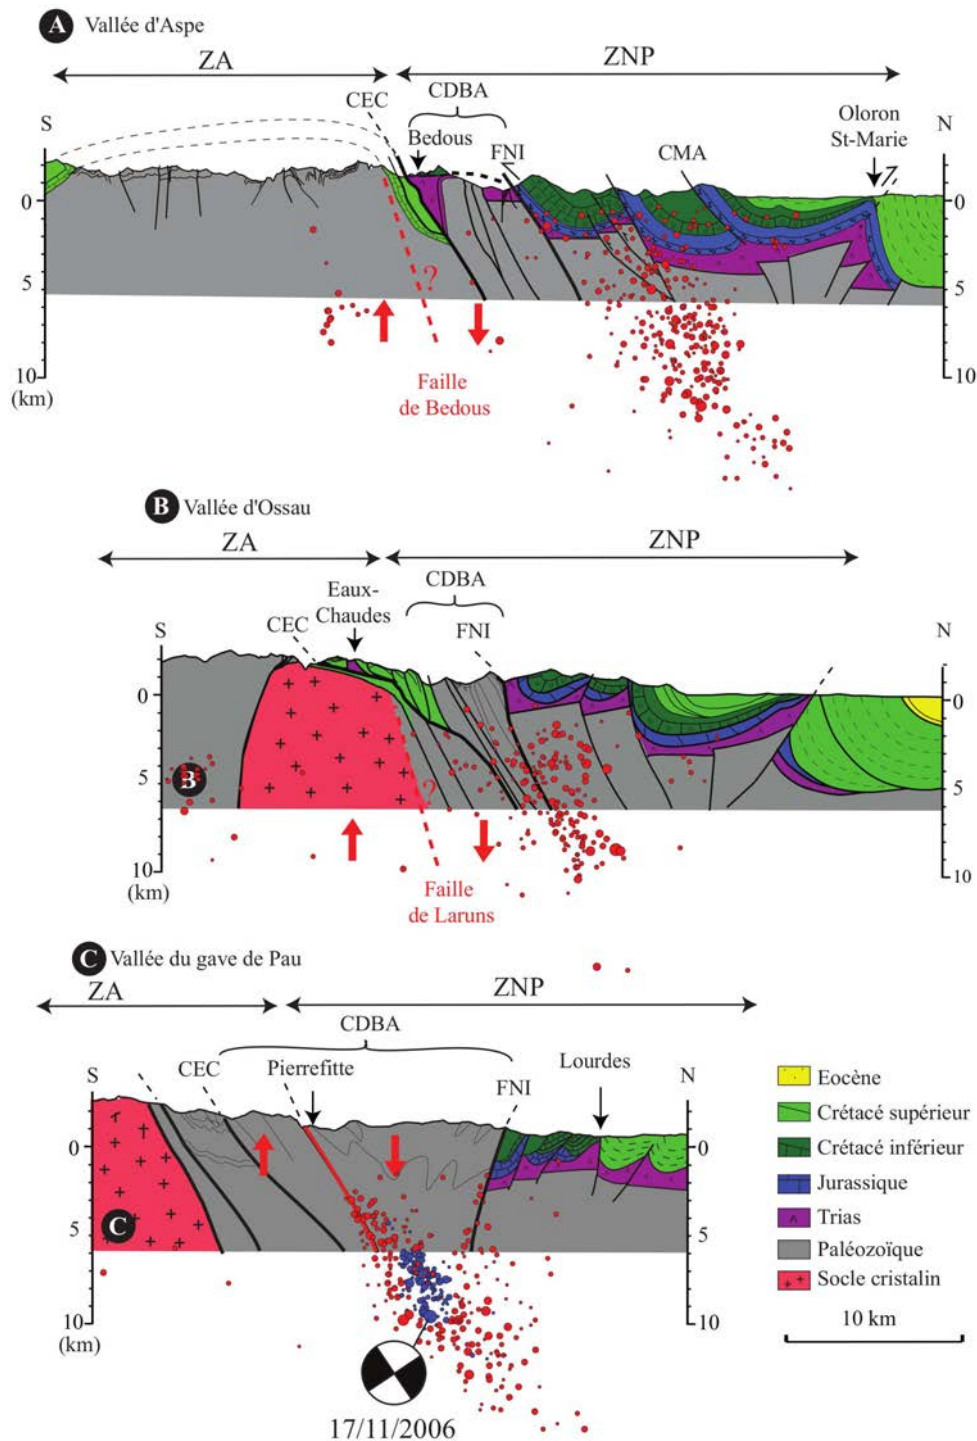 A Vallée d'Aspe
ZA
ZNP
CEC
CDBA
Bedous
FNI
CMA
Oloron
St-Marie
S
N
0
5
10
(km)
0
5
10
?
Faille
de Bedous
B Vallée d'Ossau
ZA
ZNP
Eaux-
Chaudes
CDBA
CEC
FNI
S
N
0
5
10
(km)
0
5
10
B
?
Faille
de Laruns
C Vallée du gave de Pau
ZA
ZNP
CDBA
CEC
Pierrefitte
FNI
Lourdes
S
N
0
5
10
(km)
0
5
10
C
17/11/2006
Eocène
Crétacé supérieur
Crétacé inférieur
Jurassique
Trias
Paléozoïque
Socle cristalin
10 km